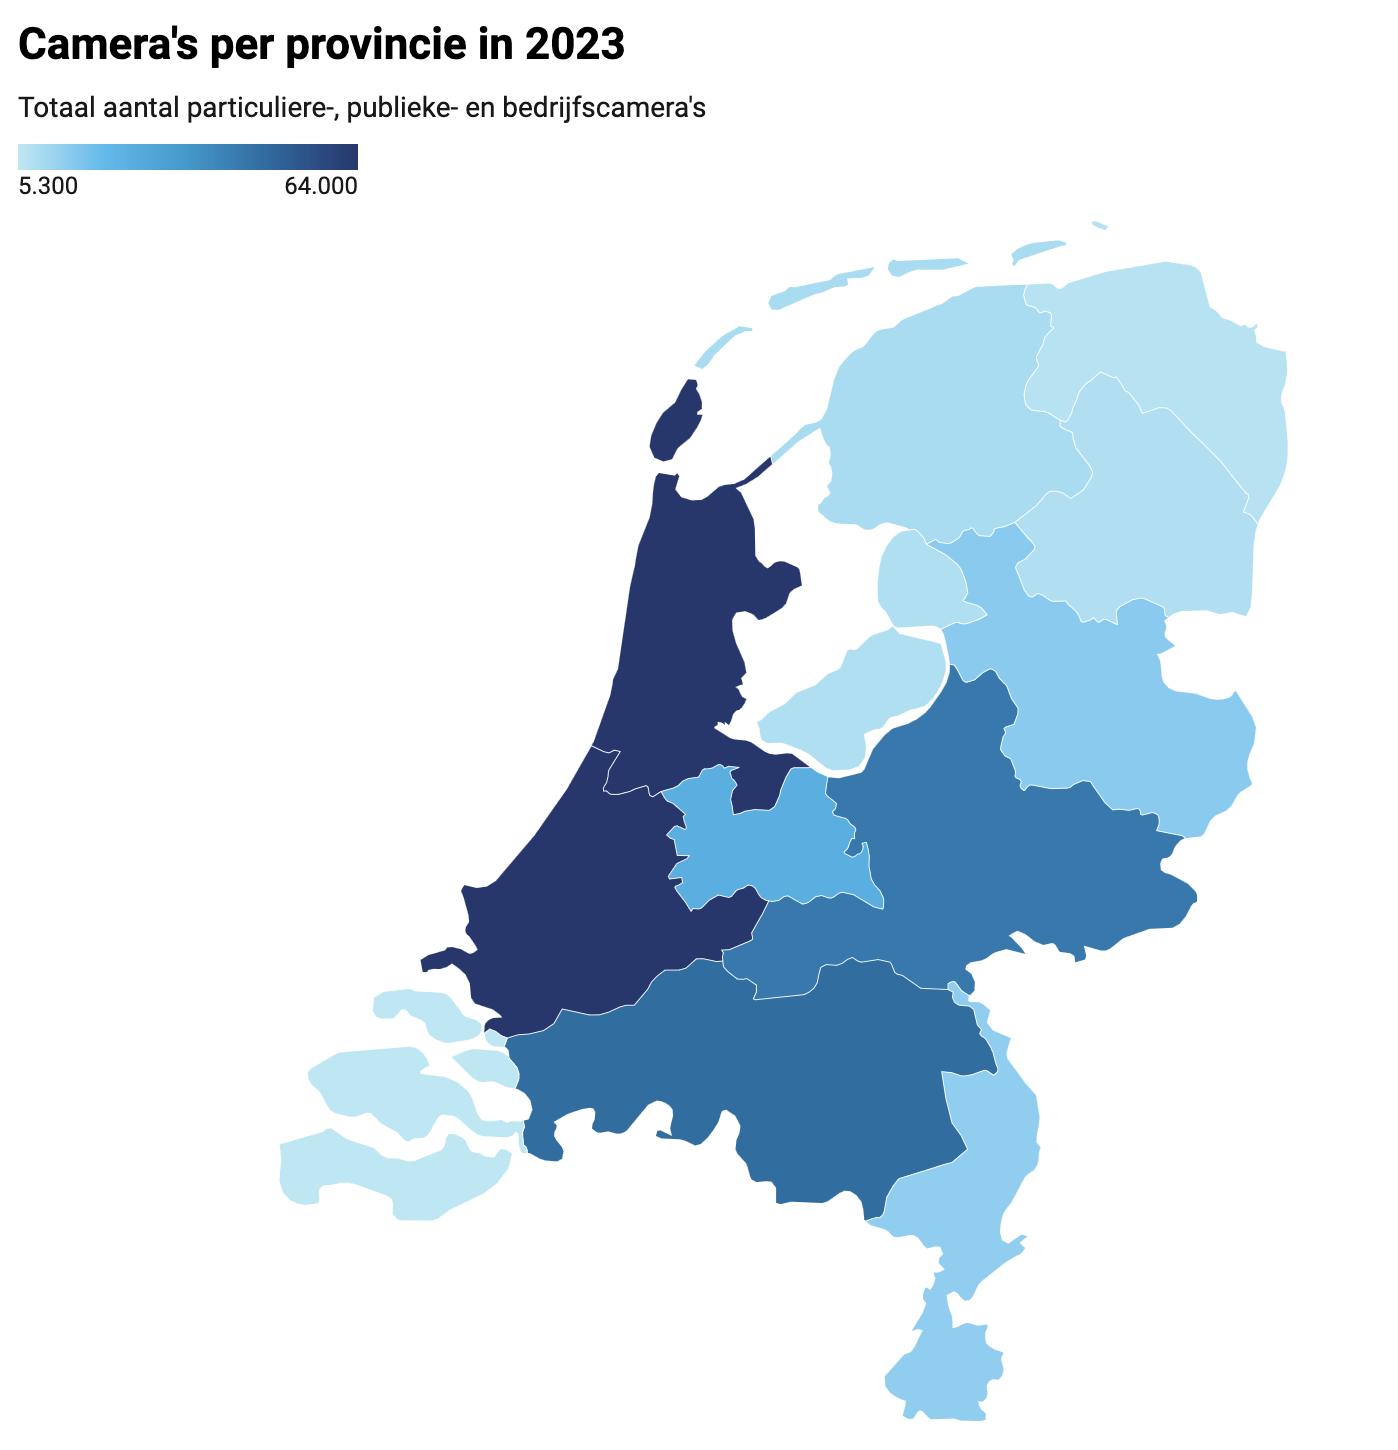 Camera's per provincie in 2023
Totaal aantal particuliere-, publieke- en bedrijfscamera's
5.300 64.000